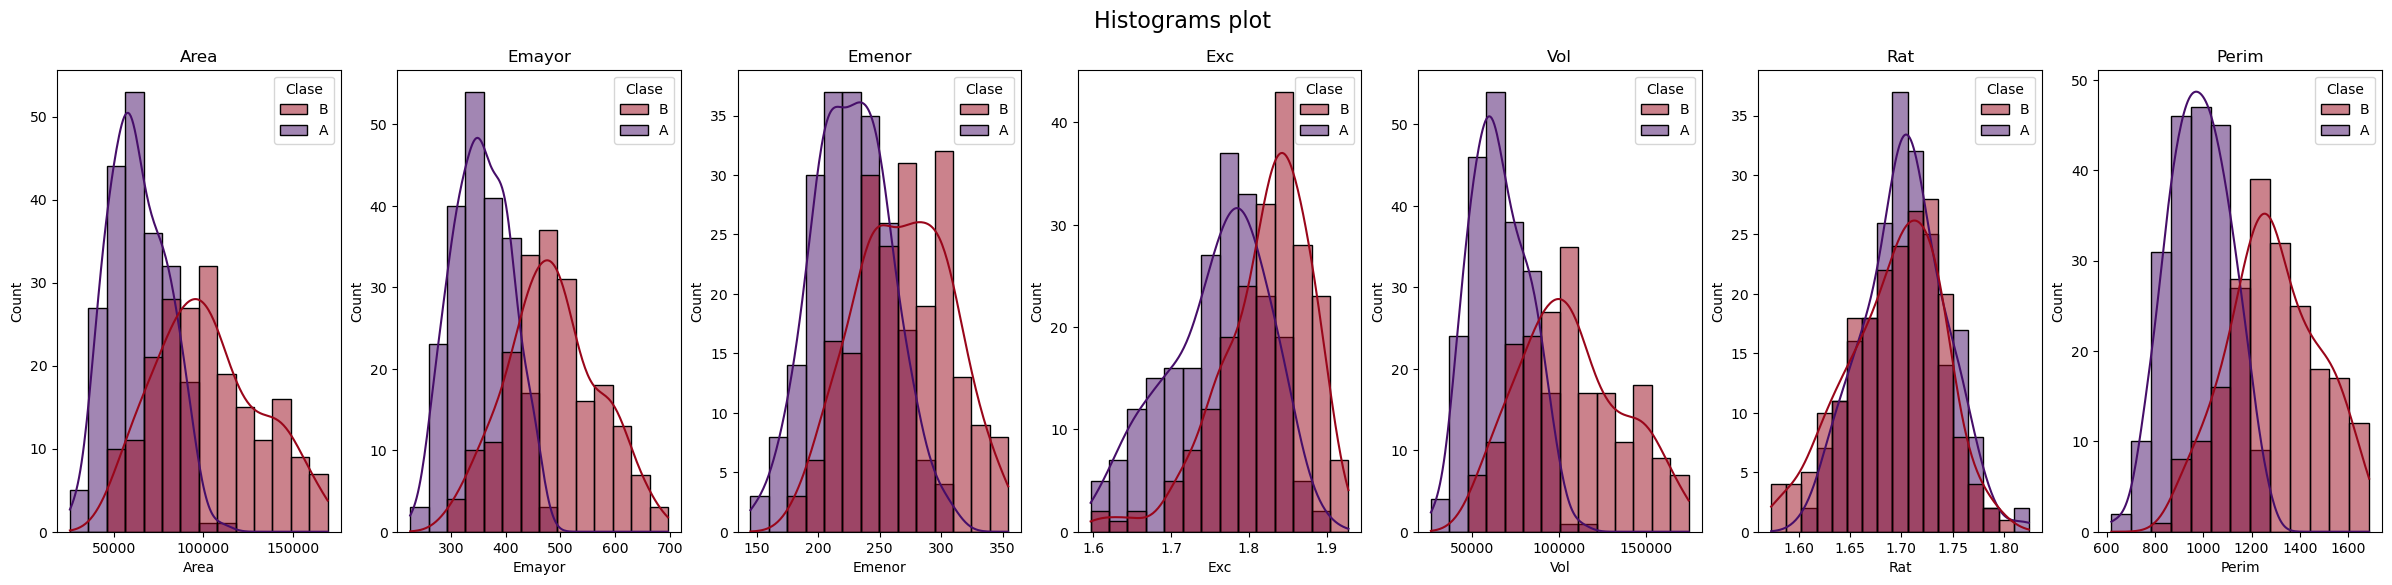 Histograms plot
Area
Clase
B
A
Count
0
10
20
30
40
50
50000 100000 150000
Area
Emayor
Clase
B
A
Count
0
10
20
30
40
50
300 400 500 600 700
Emayor
Emenor
Clase
B
A
Count
0
5
10
15
20
25
30
35
150 200 250 300 350
Emenor
Exc
Clase
B
A
Count
0
10
20
30
40
1.6 1.7 1.8 1.9
Exc
Vol
Clase
B
A
Count
0
10
20
30
40
50
50000 100000 150000
Vol
Rat
Clase
B
A
Count
0
5
10
15
20
25
30
35
1.60 1.65 1.70 1.75 1.80
Rat
Perim
Clase
B
A
Count
0
10
20
30
40
50
600 800 1000 1200 1400 1600
Perim